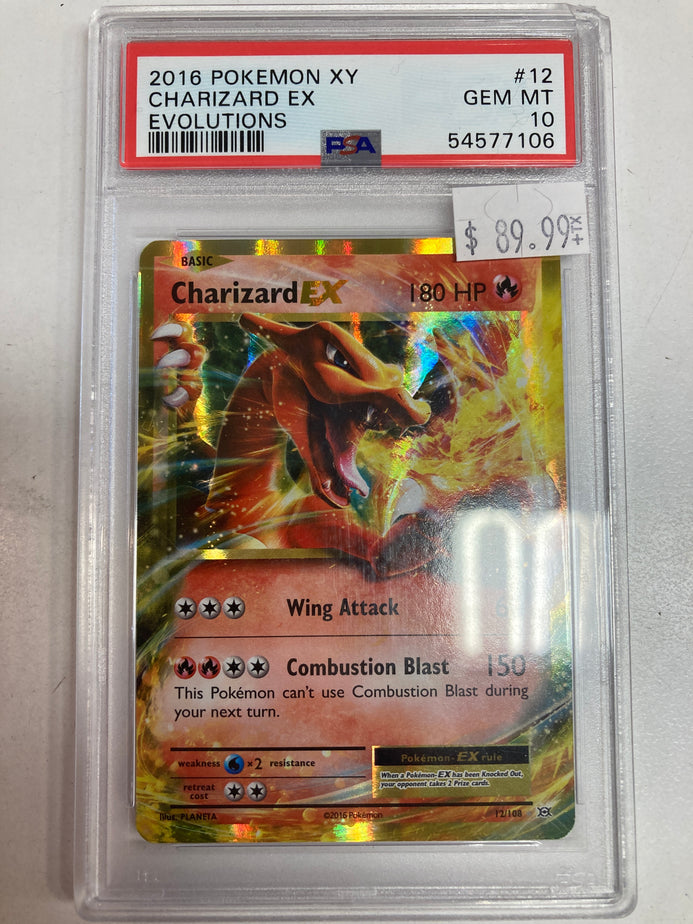 2016 POKEMON XY #12
CHARIZARD EX GEM MT
EVOLUTIONS 10
PSA 54577106
$ 89.99 +TX
BASIC
Charizard EX 180 HP
Wing Attack
Combustion Blast 150
This Pokémon can't use Combustion Blast during
your next turn.
weakness ×2 resistance
Pokémon-EX rule
When a Pokémon-EX has been Knocked Out,
your opponent takes 2 Prize cards.
retreat
cost
Illus. PLANETA ©2016 Pokémon 12/108